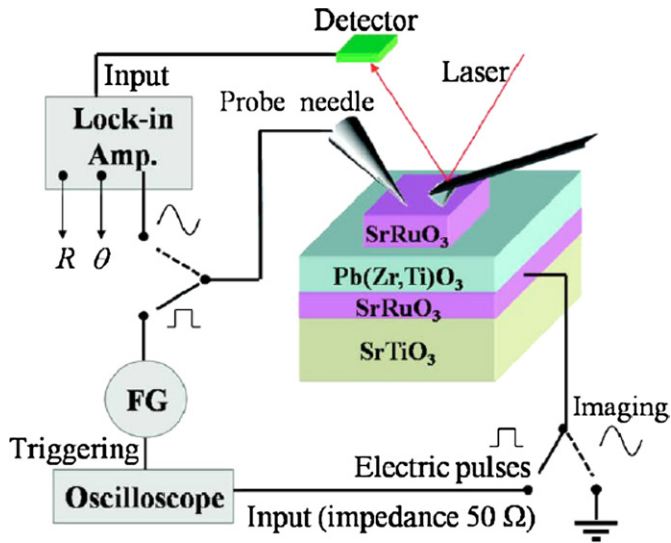 Detector
Input
Laser
Probe needle
Lock-in
Amp.
R θ
SrRuO₃
Pb(Zr,Ti)O₃
SrRuO₃
SrTiO₃
FG
Triggering
Imaging
Electric pulses
Oscilloscope
Input (impedance 50 Ω)